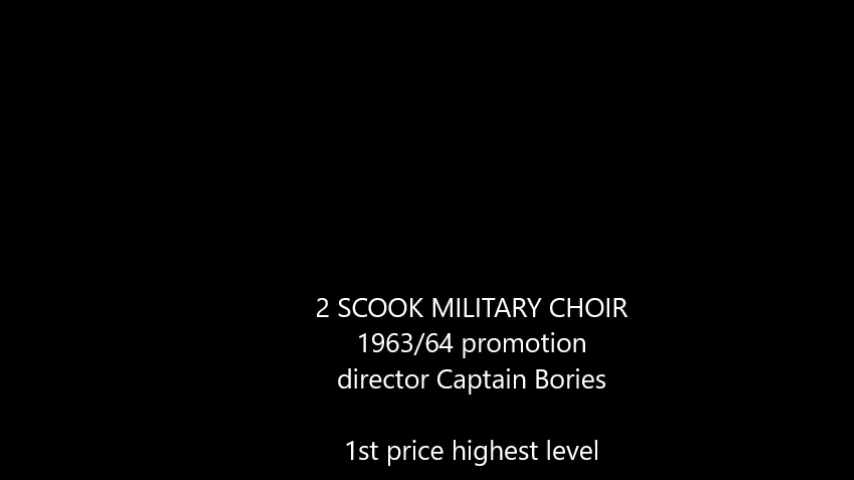 2 SCOOK MILITARY CHOIR
1963/64 promotion
director Captain Bories
1st price highest level